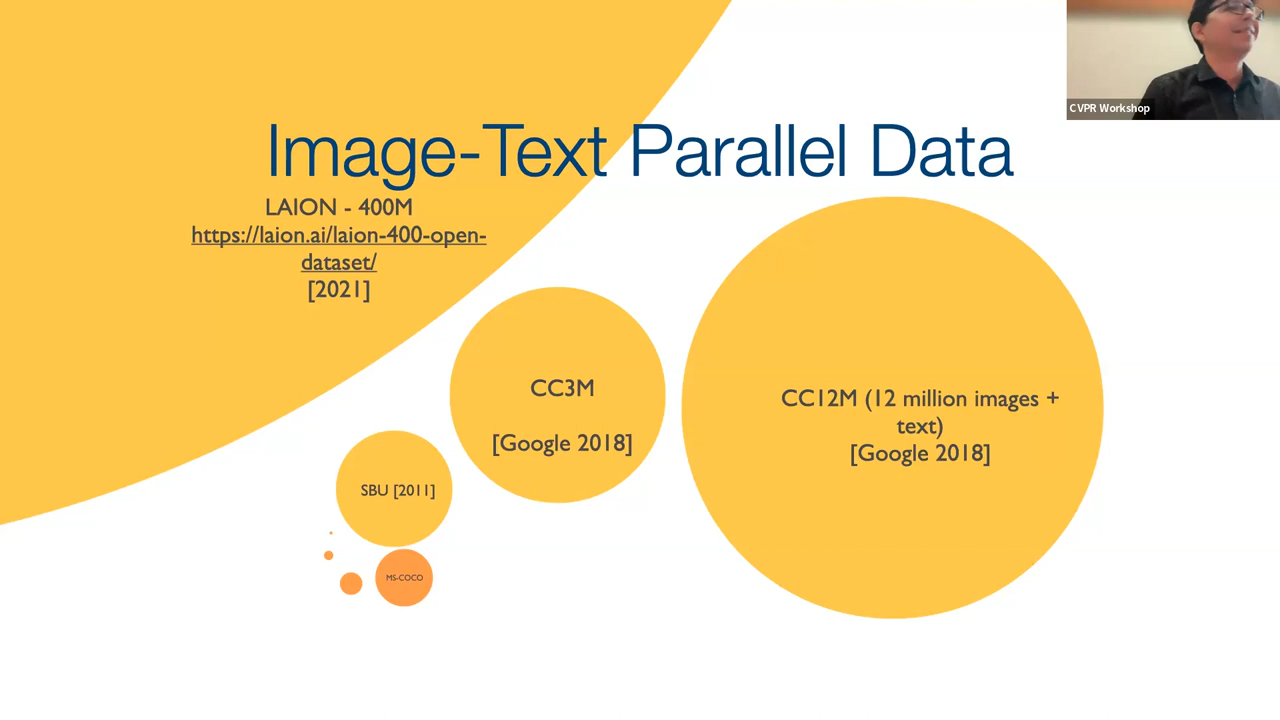 CVPR Workshop
Image-Text Parallel Data
LAION - 400M
https://laion.ai/laion-400-open-
dataset/
[2021]
CC3M
[Google 2018]
CC12M (12 million images +
text)
[Google 2018]
SBU [2011]
MS-COCO